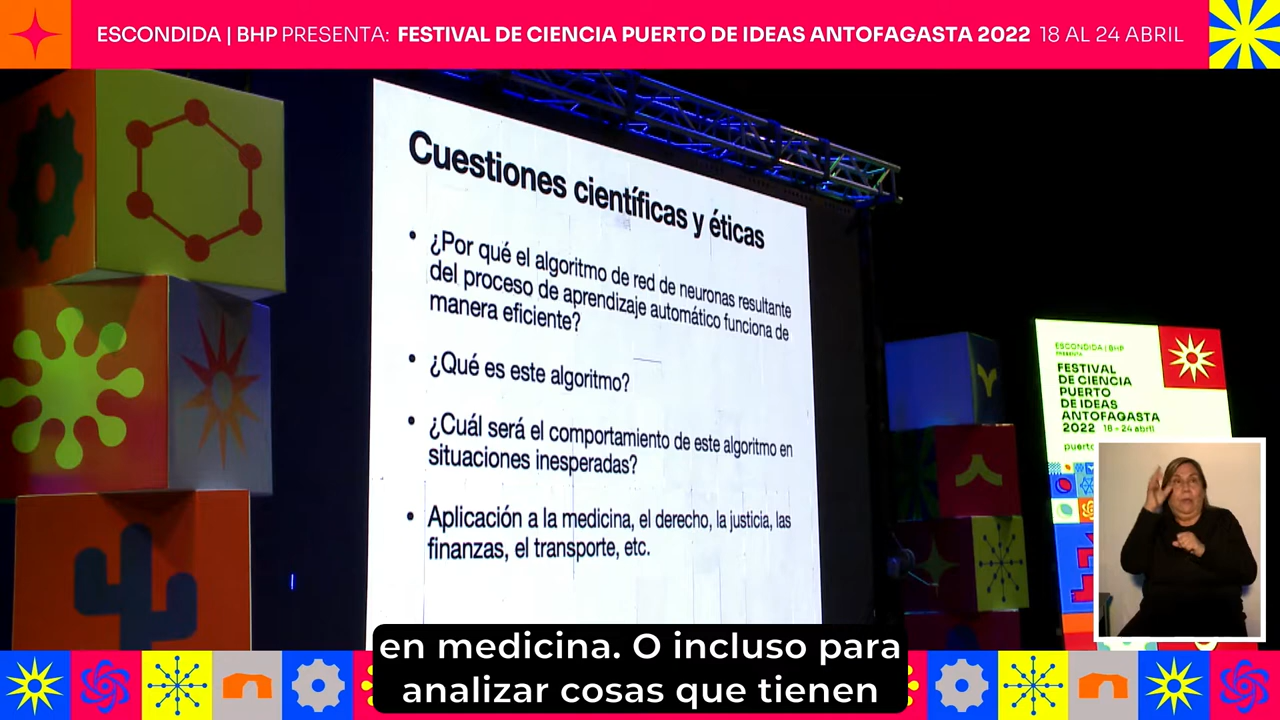 ESCONDIDA | BHP PRESENTA: FESTIVAL DE CIENCIA PUERTO DE IDEAS ANTOFAGASTA 2022 18 AL 24 ABRIL
Cuestiones científicas y éticas
• ¿Por qué el algoritmo de red de neuronas resultante
del proceso de aprendizaje automático funciona de
manera eficiente?
• ¿Qué es este algoritmo?
• ¿Cuál será el comportamiento de este algoritmo en
situaciones inesperadas?
• Aplicación a la medicina, el derecho, la justicia, las
finanzas, el transporte, etc.
ESCONDIDA | BHP
PRESENTA
FESTIVAL
DE CIENCIA
PUERTO
DE IDEAS
ANTOFAGASTA
2022 18 - 24 abril
puerto
en medicina. O incluso para
analizar cosas que tienen